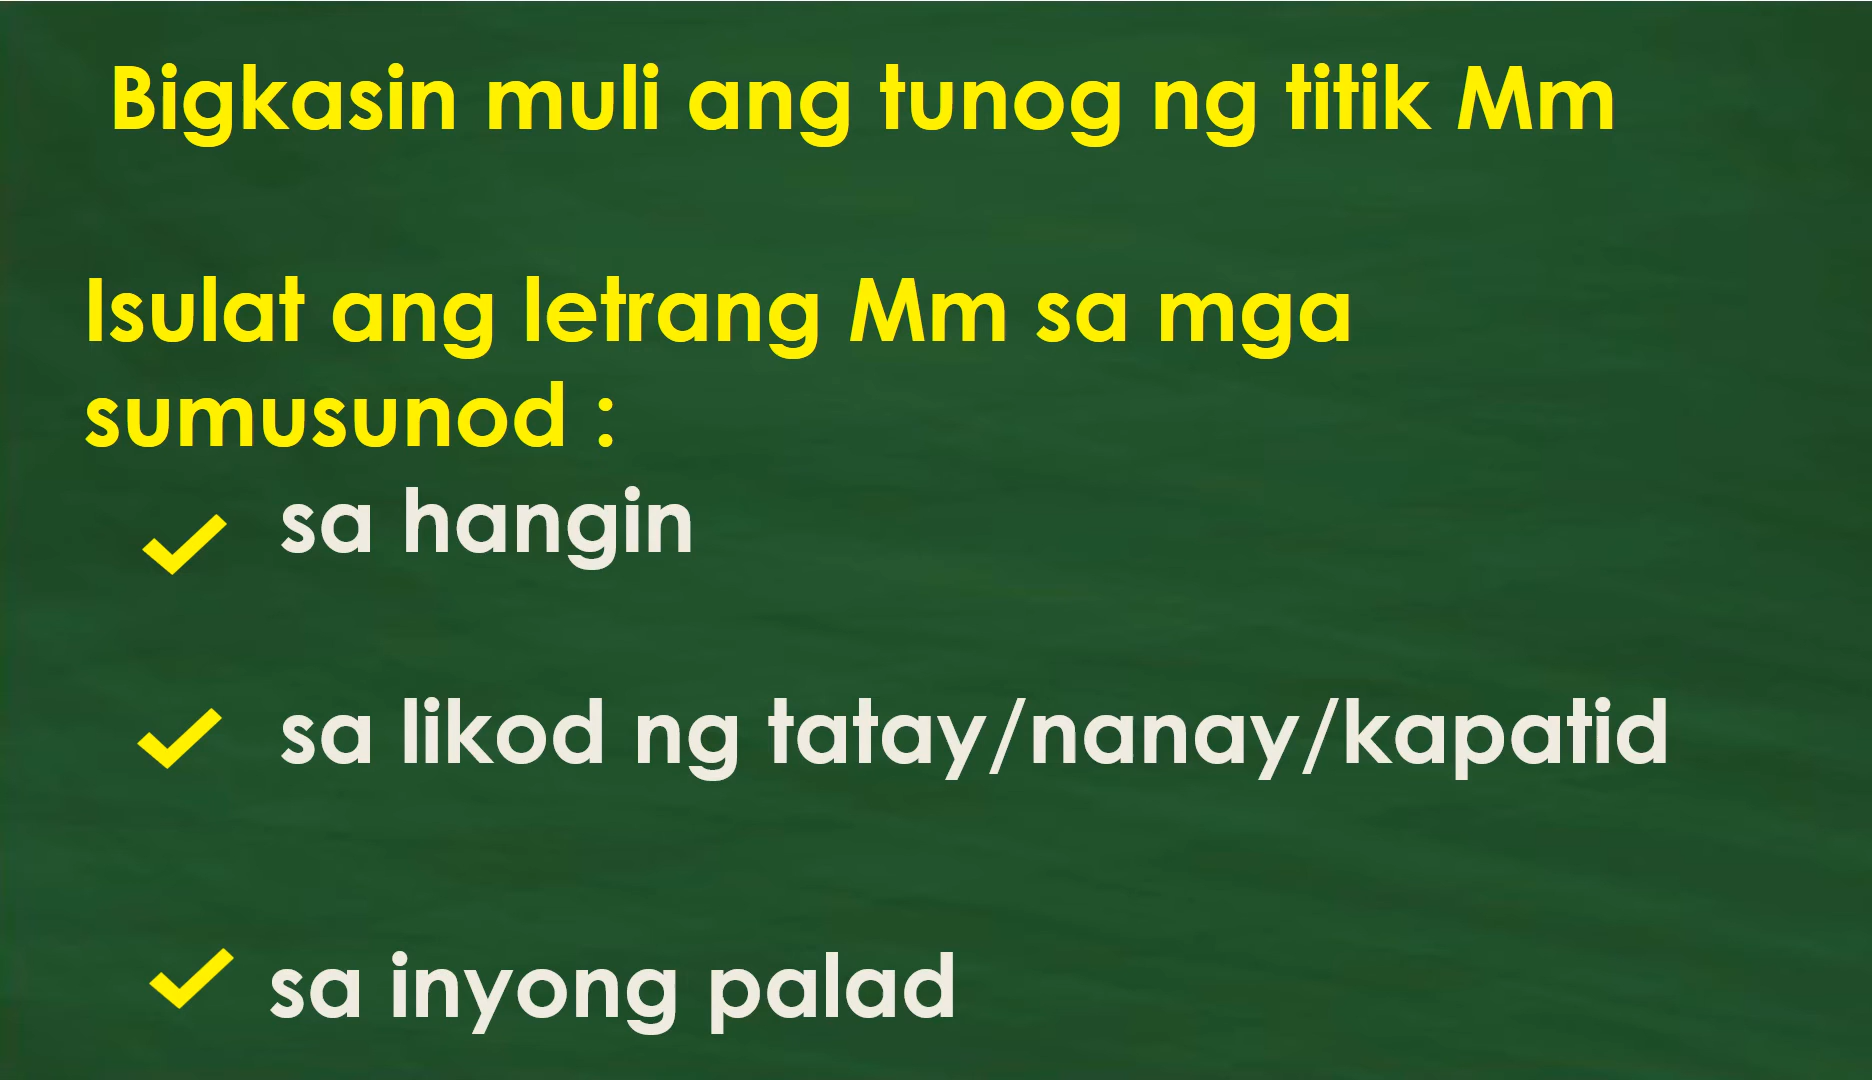 Bigkasin muli ang tunog ng titik Mm
Isulat ang letrang Mm sa mga
sumusunod :
sa hangin
sa likod ng tatay/nanay/kapatid
sa inyong palad